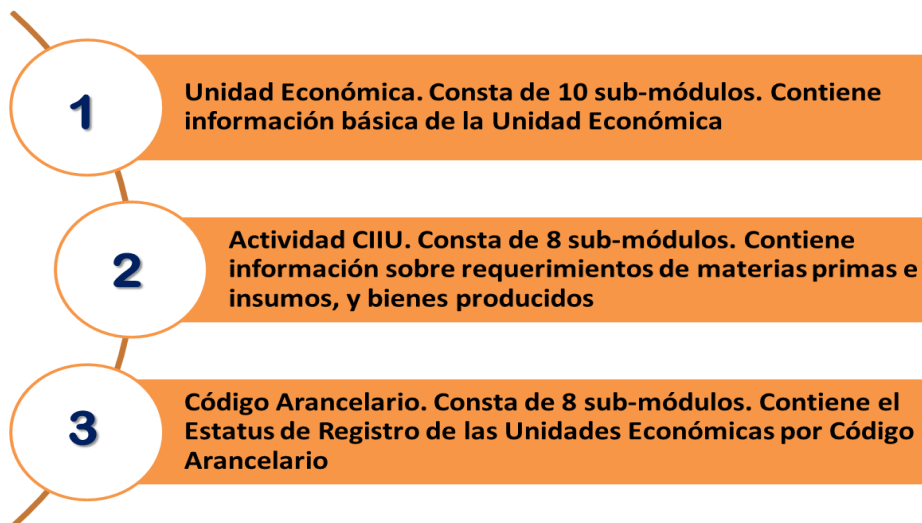 1
Unidad Económica. Consta de 10 sub-módulos. Contiene
información básica de la Unidad Económica
2
Actividad CIIU. Consta de 8 sub-módulos. Contiene
información sobre requerimientos de materias primas e
insumos, y bienes producidos
3
Código Arancelario. Consta de 8 sub-módulos. Contiene el
Estatus de Registro de las Unidades Económicas por Código
Arancelario